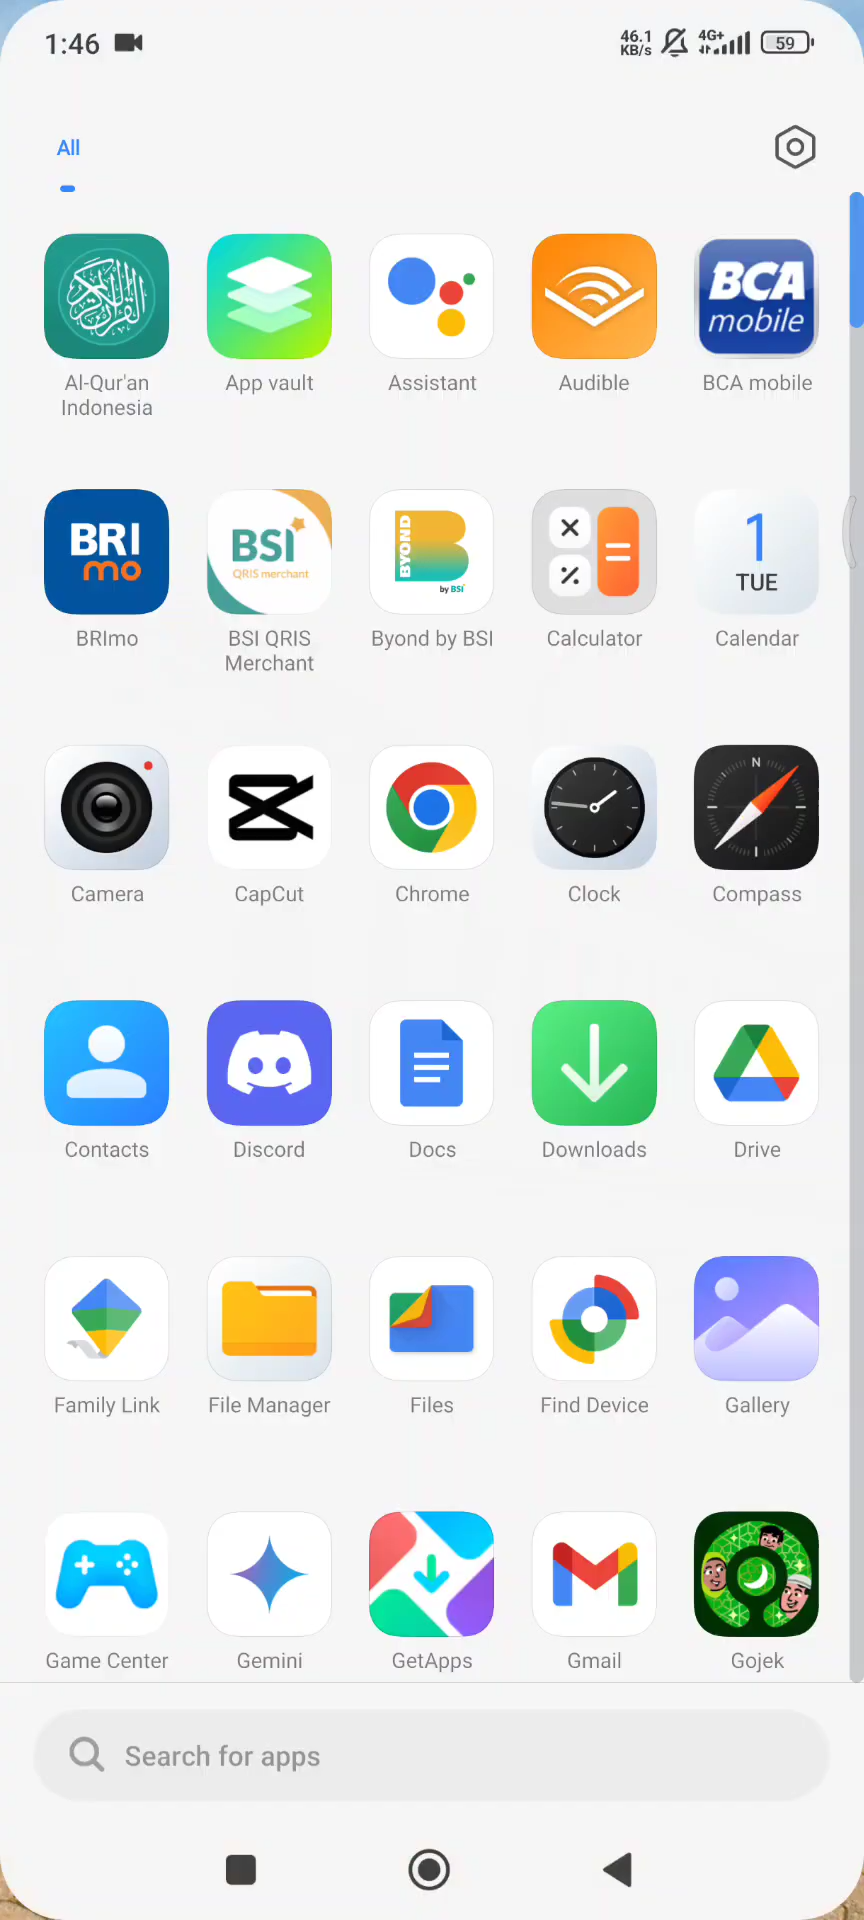 1:46
46.1
KB/s
4G+
59
All
BCA
mobile
Al-Qur'an
Indonesia
App vault
Assistant
Audible
BCA mobile
BRI
mo
BSI
QRIS merchant
BYOND
by BSI
1
TUE
BRImo
BSI QRIS
Merchant
Byond by BSI
Calculator
Calendar
N
Camera
CapCut
Chrome
Clock
Compass
Contacts
Discord
Docs
Downloads
Drive
Family Link
File Manager
Files
Find Device
Gallery
Game Center
Gemini
GetApps
Gmail
Gojek
Search for apps